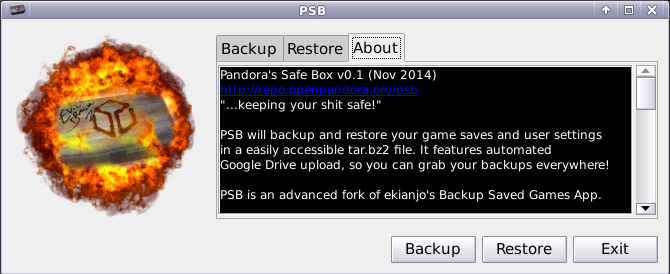 PSB
Backup Restore About
Pandora's Safe Box v0.1 (Nov 2014)
http://repo.openpandora.org/psb
"...keeping your shit safe!"
PSB will backup and restore your game saves and user settings
in a easily accessible tar.bz2 file. It features automated
Google Drive upload, so you can grab your backups everywhere!
PSB is an advanced fork of ekianjo's Backup Saved Games App.
Backup Restore Exit